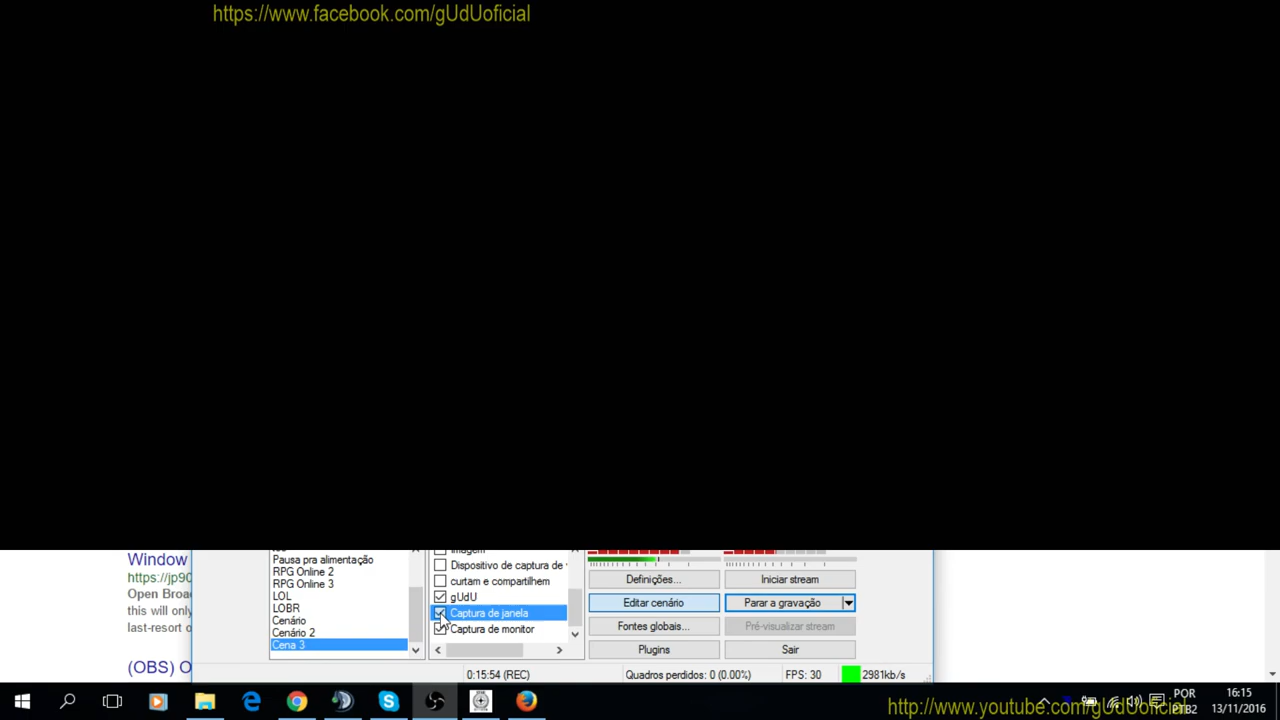 https://www.facebook.com/gUdUoficial
Window
https://jp90
Open Broa
this will only
last-resort o
(OBS) O
Pausa pra alimentação
RPG Online 2
RPG Online 3
LOL
LOBR
Cenário
Cenário 2
Cena 3
Imagem
Dispositivo de captura de
curtam e compartilhem
gUdU
Captura de janela
Captura de monitor
Definições...
Iniciar stream
Editar cenário
Parar a gravação
Fontes globais...
Pré-visualizar stream
Plugins
Sair
0:15:54 (REC)
Quadros perdidos: 0 (0.00%)
FPS: 30
2981kb/s
POR
PTB2
16:15
13/11/2016
http://www.youtube.com/gUdUoficial